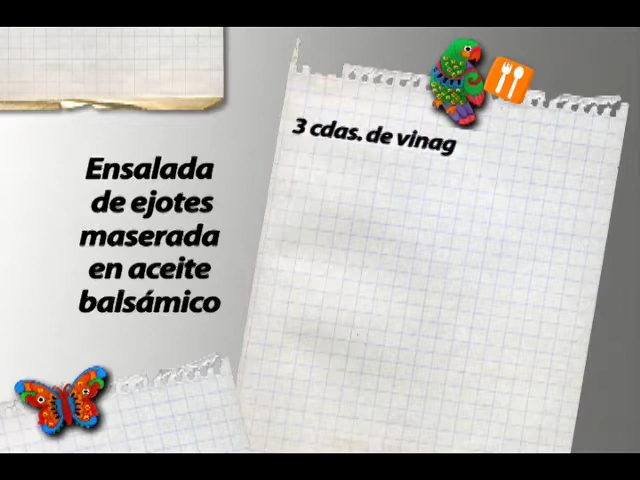 Ensalada
de ejotes
maserada
en aceite
balsámico
3 cdas. de vinag